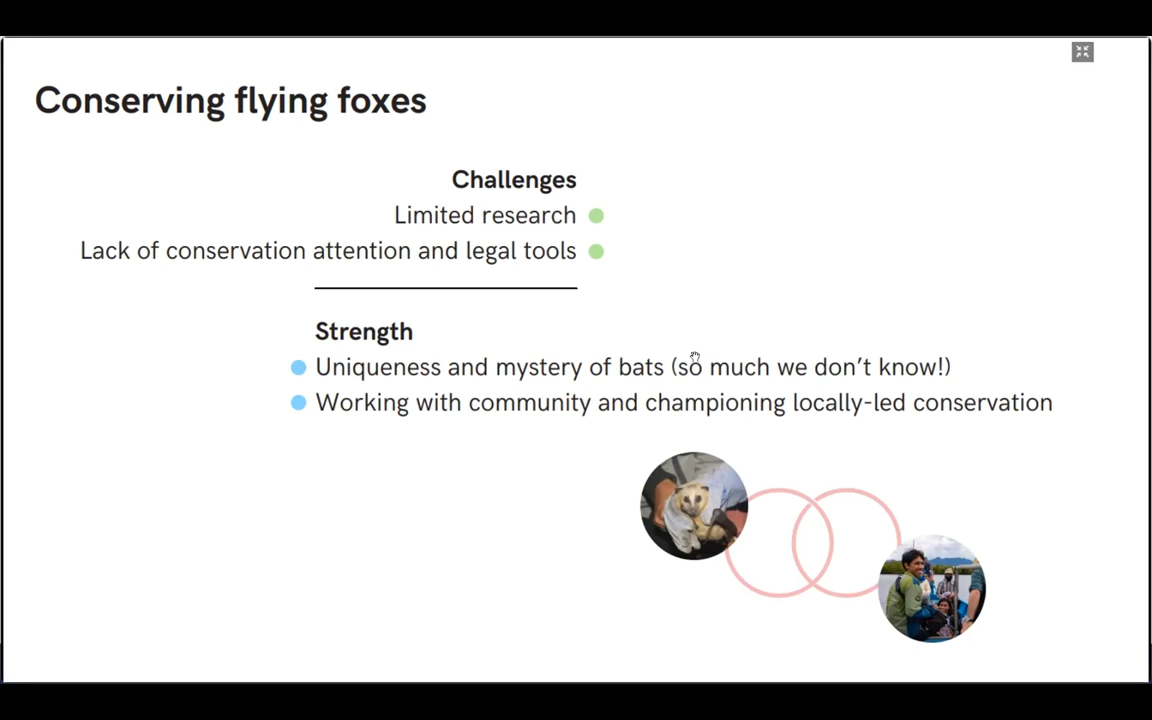 Conserving flying foxes
Challenges
Limited research
Lack of conservation attention and legal tools
Strength
Uniqueness and mystery of bats (so much we don’t know!)
Working with community and championing locally-led conservation